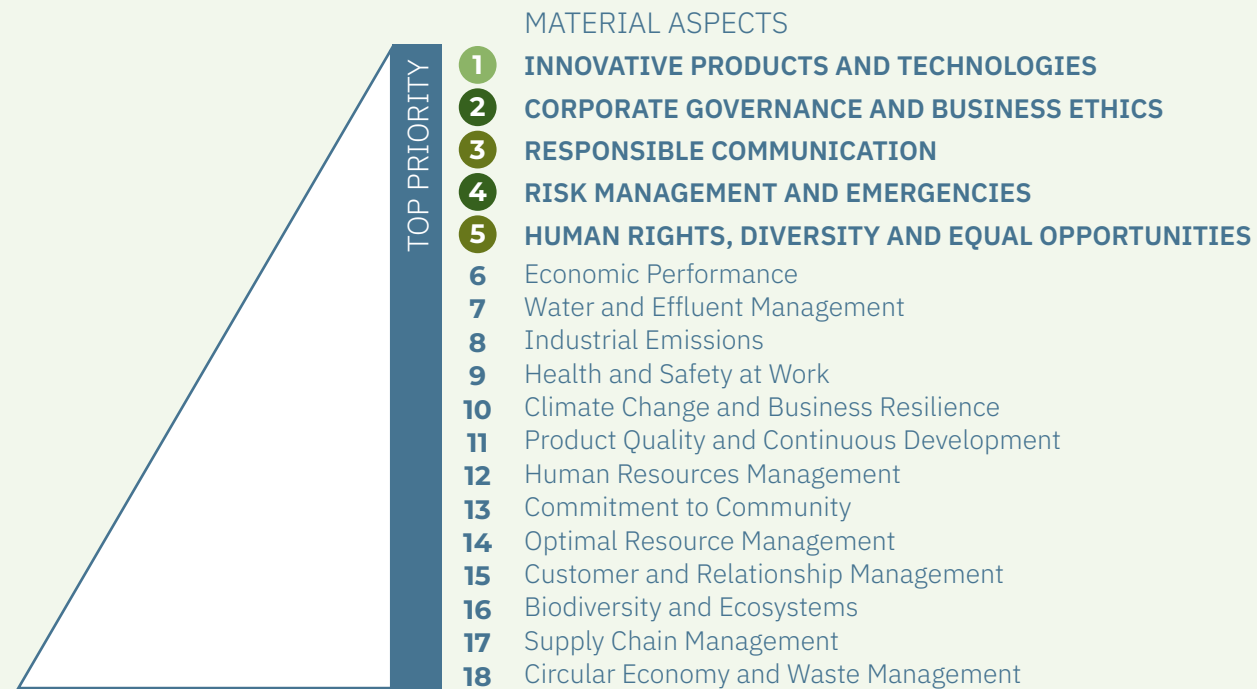 MATERIAL ASPECTS
TOP PRIORITY
1 INNOVATIVE PRODUCTS AND TECHNOLOGIES
2 CORPORATE GOVERNANCE AND BUSINESS ETHICS
3 RESPONSIBLE COMMUNICATION
4 RISK MANAGEMENT AND EMERGENCIES
5 HUMAN RIGHTS, DIVERSITY AND EQUAL OPPORTUNITIES
6 Economic Performance
7 Water and Effluent Management
8 Industrial Emissions
9 Health and Safety at Work
10 Climate Change and Business Resilience
11 Product Quality and Continuous Development
12 Human Resources Management
13 Commitment to Community
14 Optimal Resource Management
15 Customer and Relationship Management
16 Biodiversity and Ecosystems
17 Supply Chain Management
18 Circular Economy and Waste Management